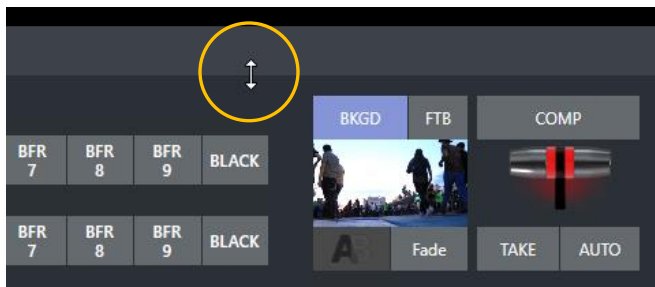 BKGD FTB COMP
BFR 7 BFR 8 BFR 9 BLACK
BFR 7 BFR 8 BFR 9 BLACK
AB Fade TAKE AUTO